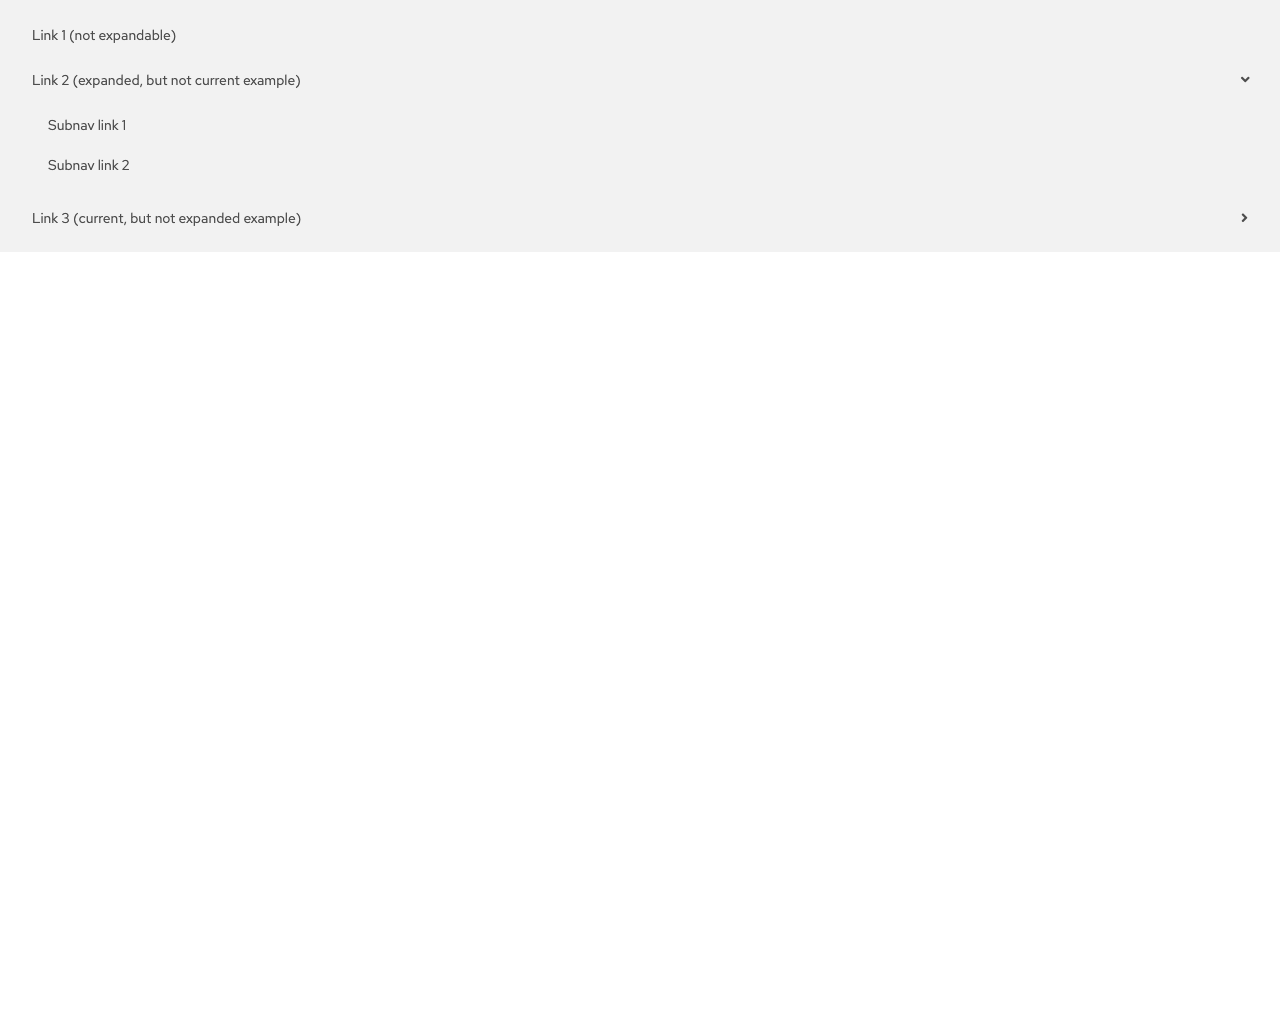 Link 1 (not expandable)
Link 2 (expanded, but not current example)
Subnav link 1
Subnav link 2
Link 3 (current, but not expanded example)